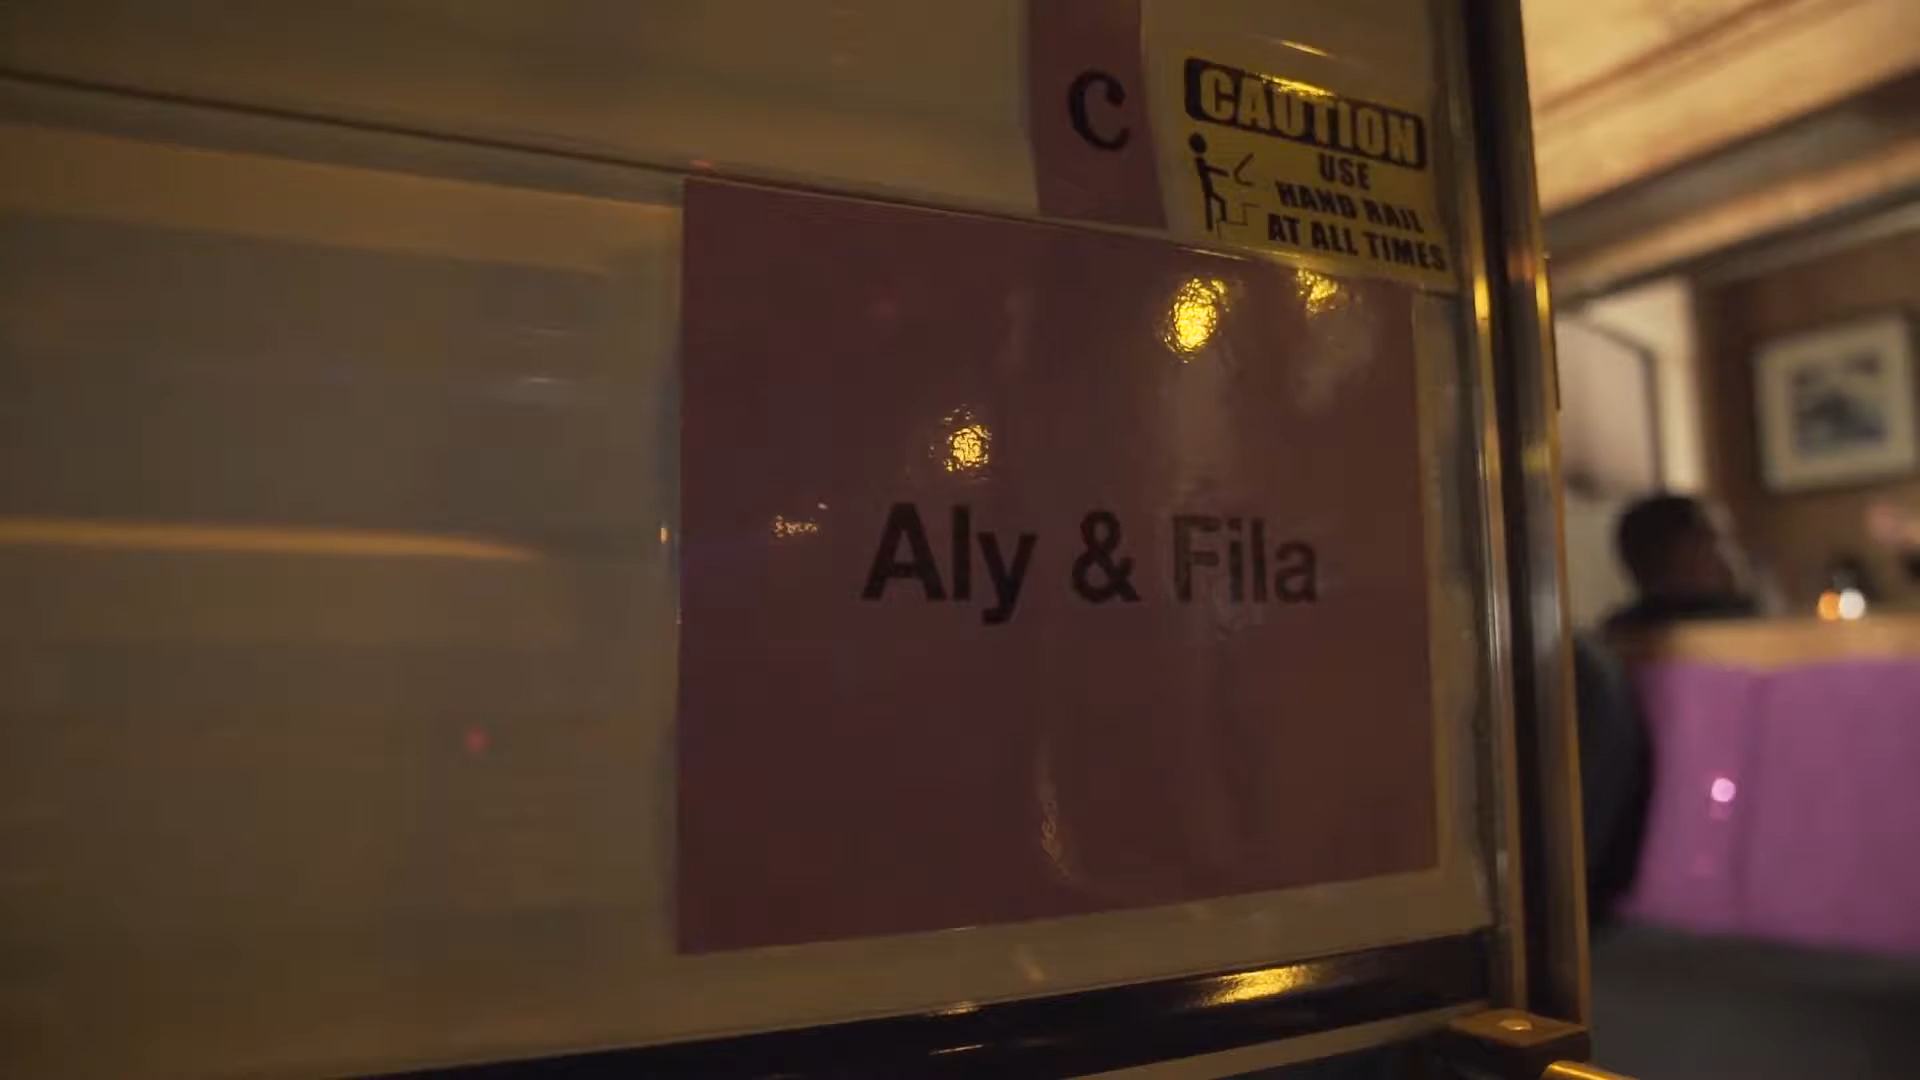 C
CAUTION
USE
HAND RAIL
AT ALL TIMES
Aly & Fila